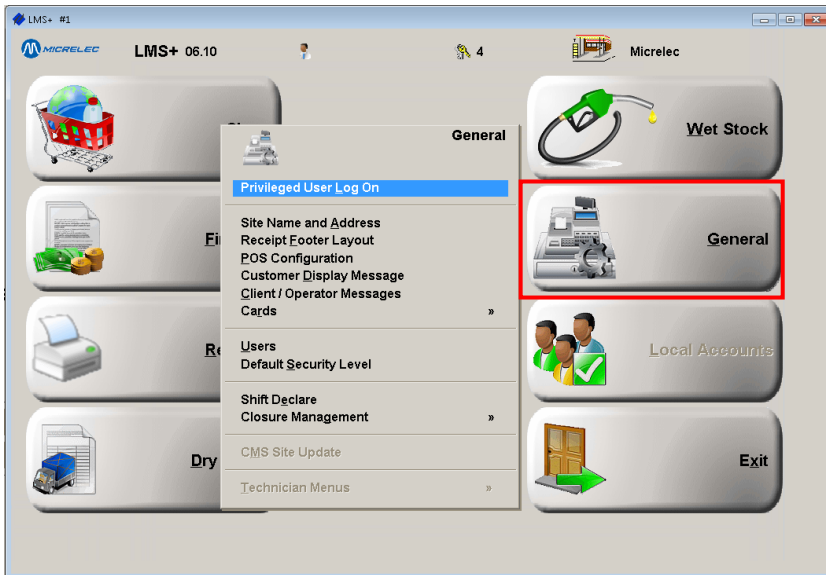 LMS+ #1
MICRELEC
LMS+ 06.10
4
Micrelec
Wet Stock
General
Local Accounts
Exit
General
Privileged User Log On
Site Name and Address
Receipt Footer Layout
POS Configuration
Customer Display Message
Client / Operator Messages
Cards »
Users
Default Security Level
Shift Declare
Closure Management »
CMS Site Update
Technician Menus »
Fi
Re
Dry